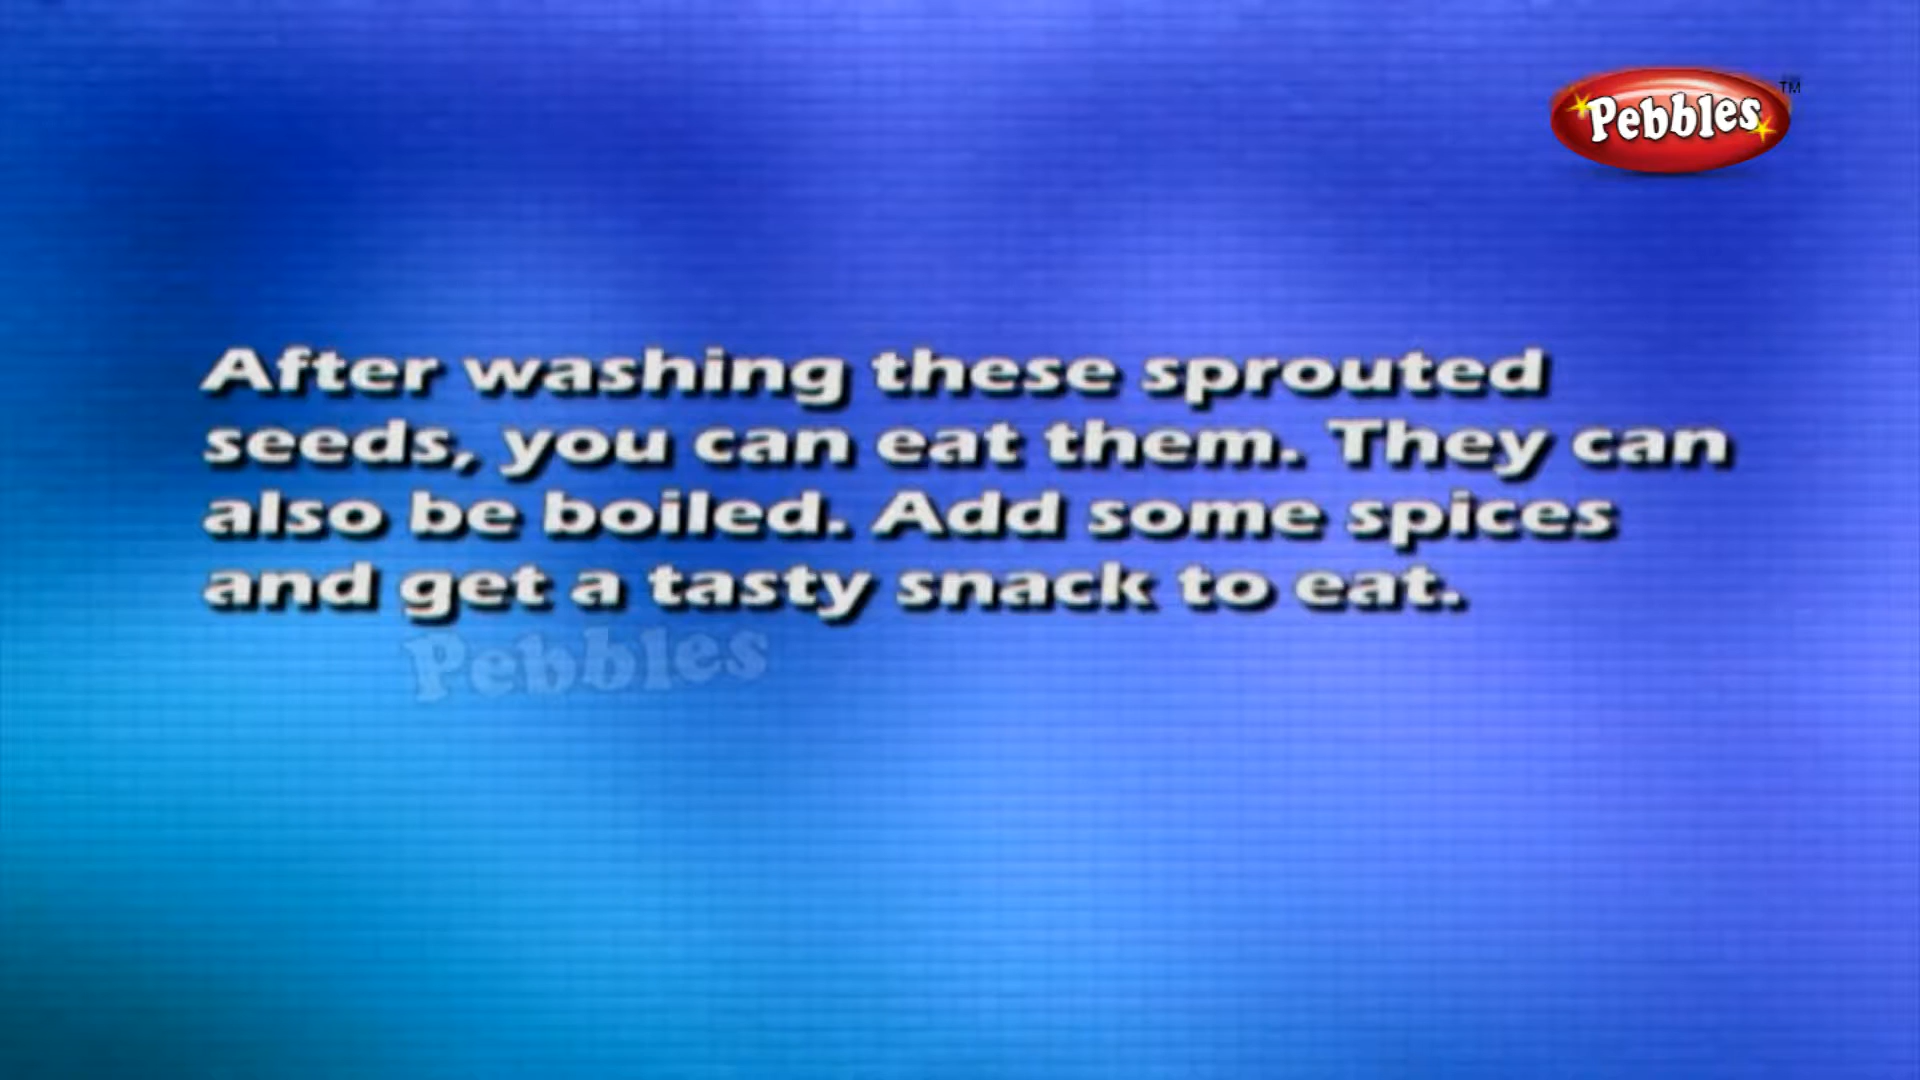 Pebbles TM
After washing these sprouted
seeds, you can eat them. They can
also be boiled. Add some spices
and get a tasty snack to eat.
Pebbles